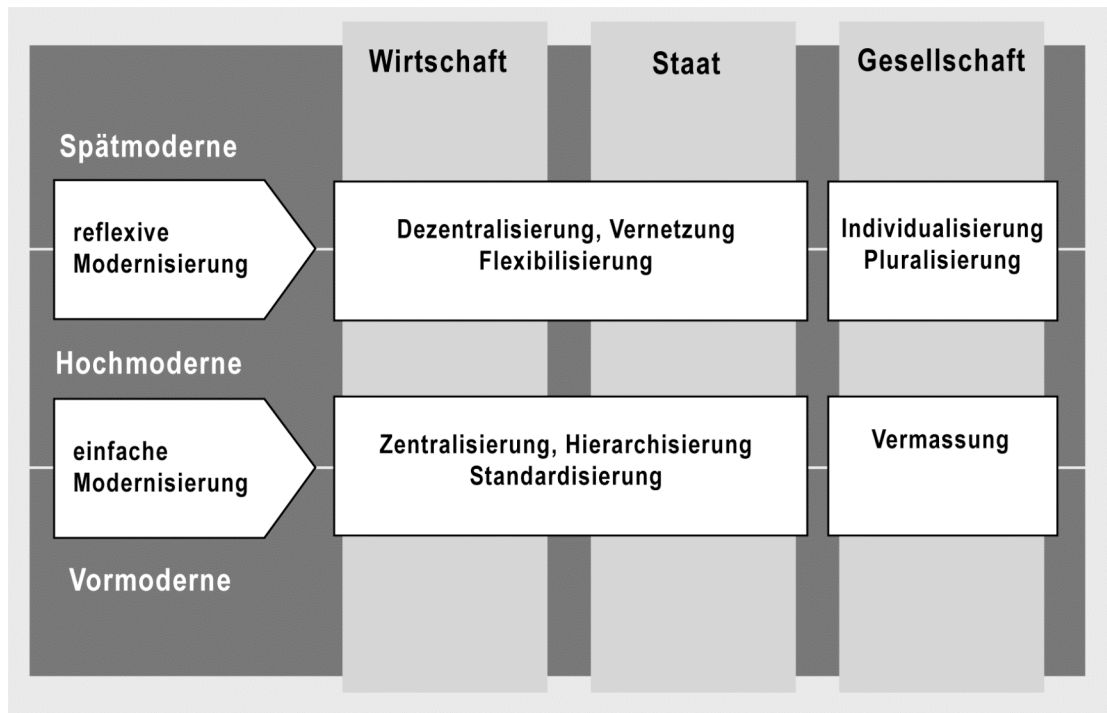 Wirtschaft
Staat
Gesellschaft
Spätmoderne
reflexive
Modernisierung
Dezentralisierung, Vernetzung
Flexibilisierung
Individualisierung
Pluralisierung
Hochmoderne
einfache
Modernisierung
Zentralisierung, Hierarchisierung
Standardisierung
Vermassung
Vormoderne